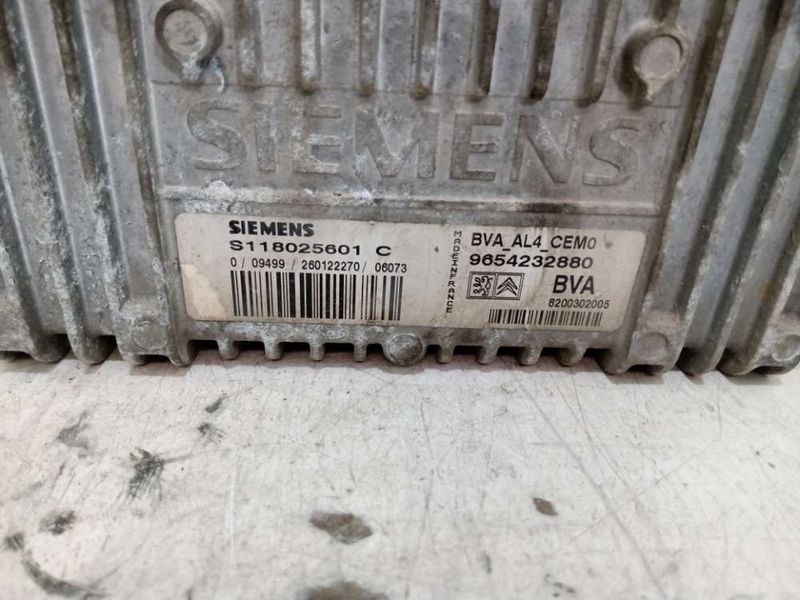 SIEMENS
SIEMENS
S118025601 C
0 / 09499 / 260122270 / 06073
MADE IN FRANCE
BVA_AL4_CEM0
9654232880
BVA
8200302005